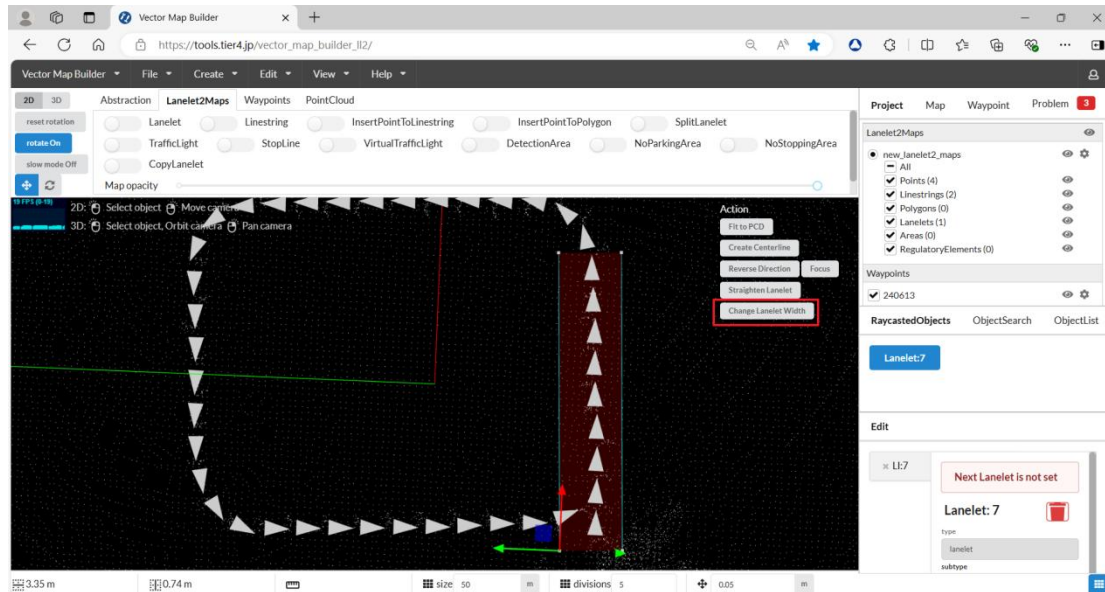 Vector Map Builder
https://tools.tier4.jp/vector_map_builder_ll2/
Vector Map Builder File Create Edit View Help
2D 3D
Abstraction Lanelet2Maps Waypoints PointCloud
reset rotation
Lanelet Linestring InsertPointToLinestring InsertPointToPolygon SplitLanelet
rotate On
TrafficLight StopLine VirtualTrafficLight DetectionArea NoParkingArea NoStoppingArea
slow mode Off
CopyLanelet
Map opacity
19 FPS (0-19)
2D: Select object Move camera
3D: Select object, Orbit camera Pan camera
Action
Fit to PCD
Create Centerline
Reverse Direction Focus
Straighten Lanelet
Change Lanelet Width
Project Map Waypoint Problem 3
Lanelet2Maps
new_lanelet2_maps
All
Points (4)
Linestrings (2)
Polygons (0)
Lanelets (1)
Areas (0)
RegulatoryElements (0)
Waypoints
240613
RaycastedObjects ObjectSearch ObjectList
Lanelet:7
Edit
× Ll:7
Next Lanelet is not set
Lanelet: 7
type
lanelet
subtype
3.35 m 0.74 m size 50 m divisions 5 0.05 m